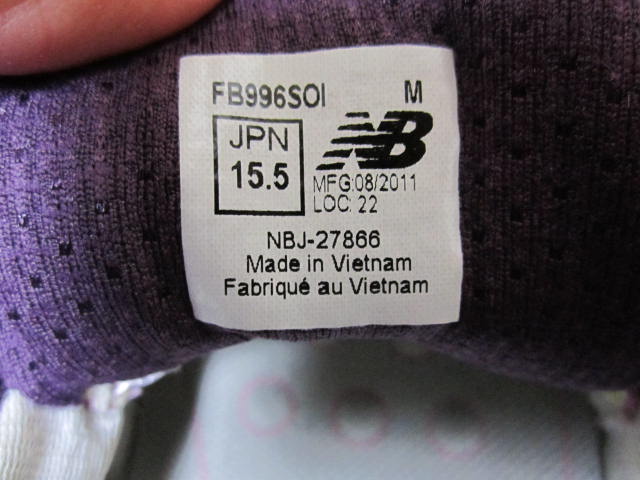 FB996SOI M
JPN
15.5
NB
MFG:08/2011
LOC: 22
NBJ-27866
Made in Vietnam
Fabriqué au Vietnam